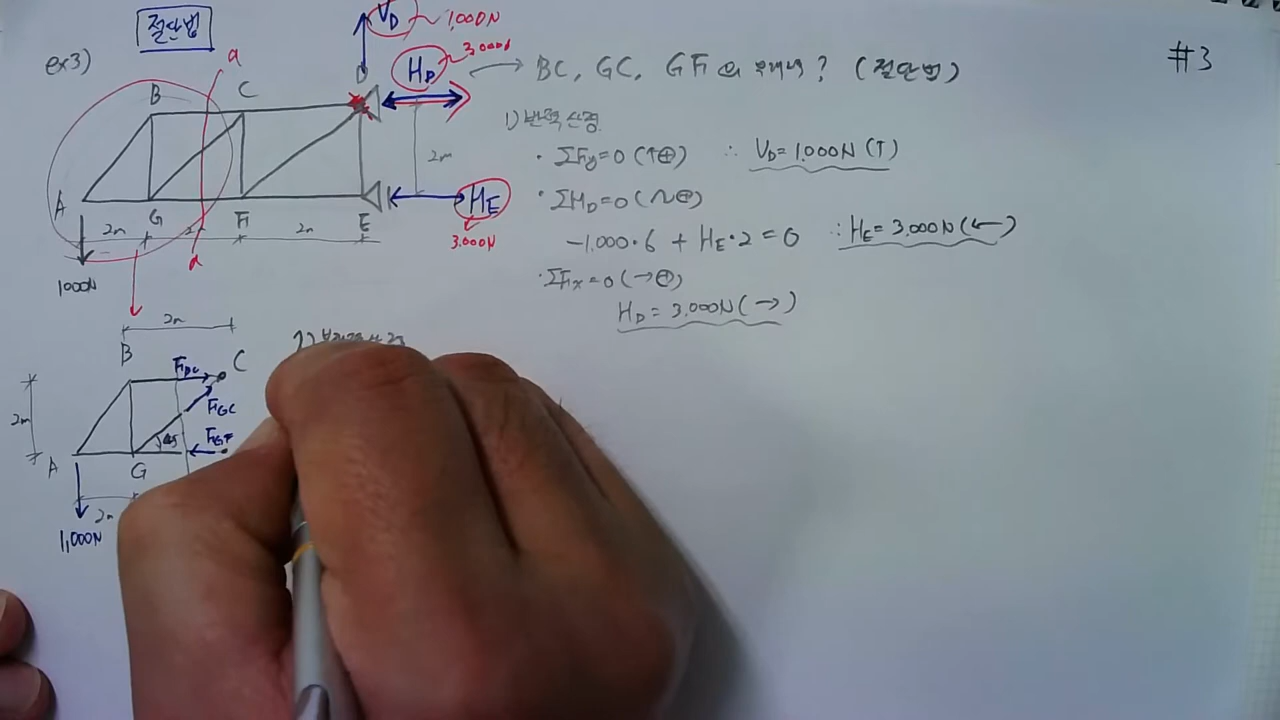 절단법
ex3)
a
V_D
1,000N
H_D
3,000N
BC, GC, GF의 부재력? (절단법)
#3
B
C
D
2m
A
G
F
E
H_E
3.000N
2m
2m
a
1000N
1) 반력산정
· ΣFy=0 (↑⊕) ∴ V_D=1.000N (↑)
· ΣM_D=0 (↷⊕)
-1.000·6 + H_E·2 = 0 ∴ H_E = 3.000N (←)
· ΣFx=0 (→⊕)
H_D = 3.000N (→)
2m
B
C
F_BC
F_GC
F_GF
45
2m
A
G
2m
1,000N